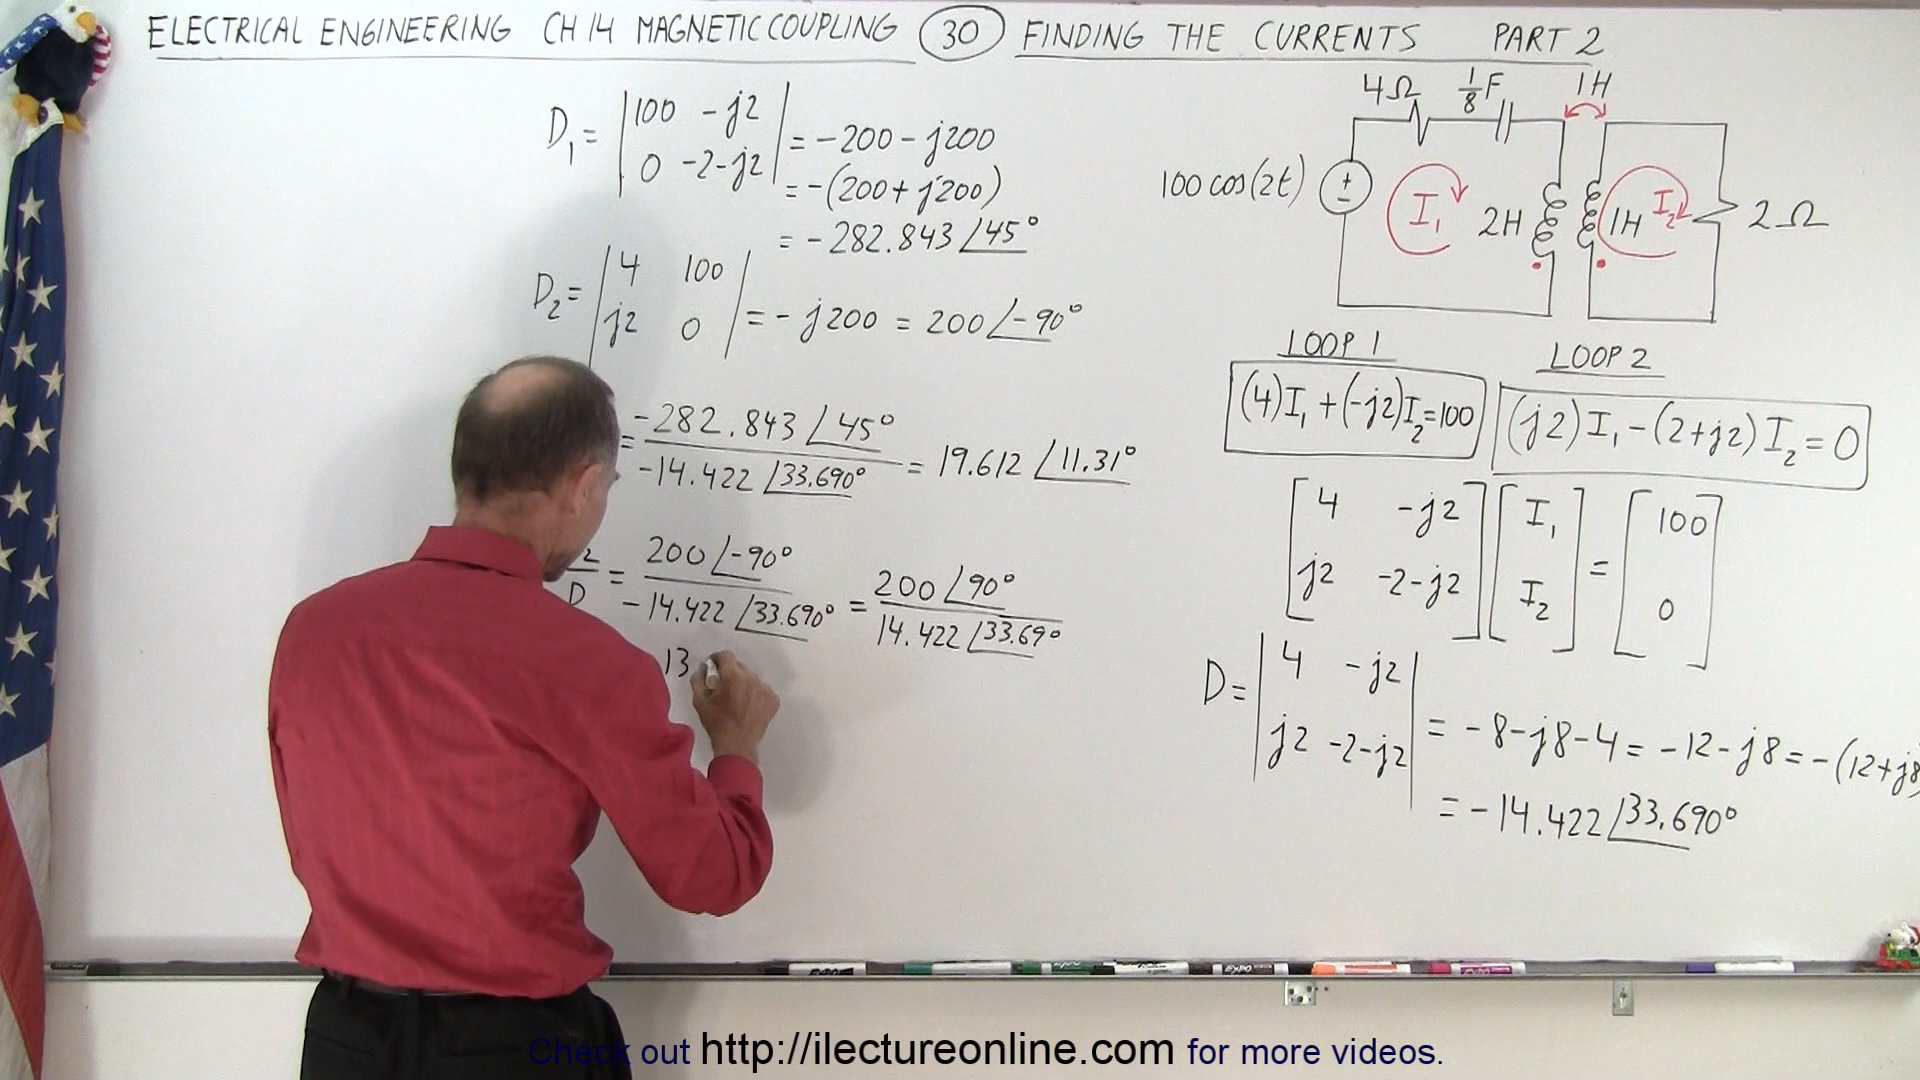 ELECTRICAL ENGINEERING CH 14 MAGNETIC COUPLING 30 FINDING THE CURRENTS PART 2
D₁ = |100 -j2|
|0 -2-j2| = -200 - j200
= -(200 + j200)
= -282.843 ∠45°
D₂ = |4 100|
|j2 0| = -j200 = 200 ∠-90°
= -282.843 ∠45° / -14.422 ∠33.690° = 19.612 ∠11.31°
2/D = 200 ∠-90° / -14.422 ∠33.690° = 200 ∠90° / 14.422 ∠33.69°
13
4Ω 1/8 F 1H
100 cos(2t) + - I₁ 2H 1H I₂ 2Ω
LOOP 1
(4)I₁ + (-j2)I₂ = 100
LOOP 2
(j2)I₁ - (2+j2)I₂ = 0
[4 -j2] [I₁] = [100]
[j2 -2-j2] [I₂] [0]
D = |4 -j2|
|j2 -2-j2| = -8-j8-4 = -12-j8 = -(12+j8)
= -14.422 ∠33.690°
EXPO
Check out http://ilectureonline.com for more videos.